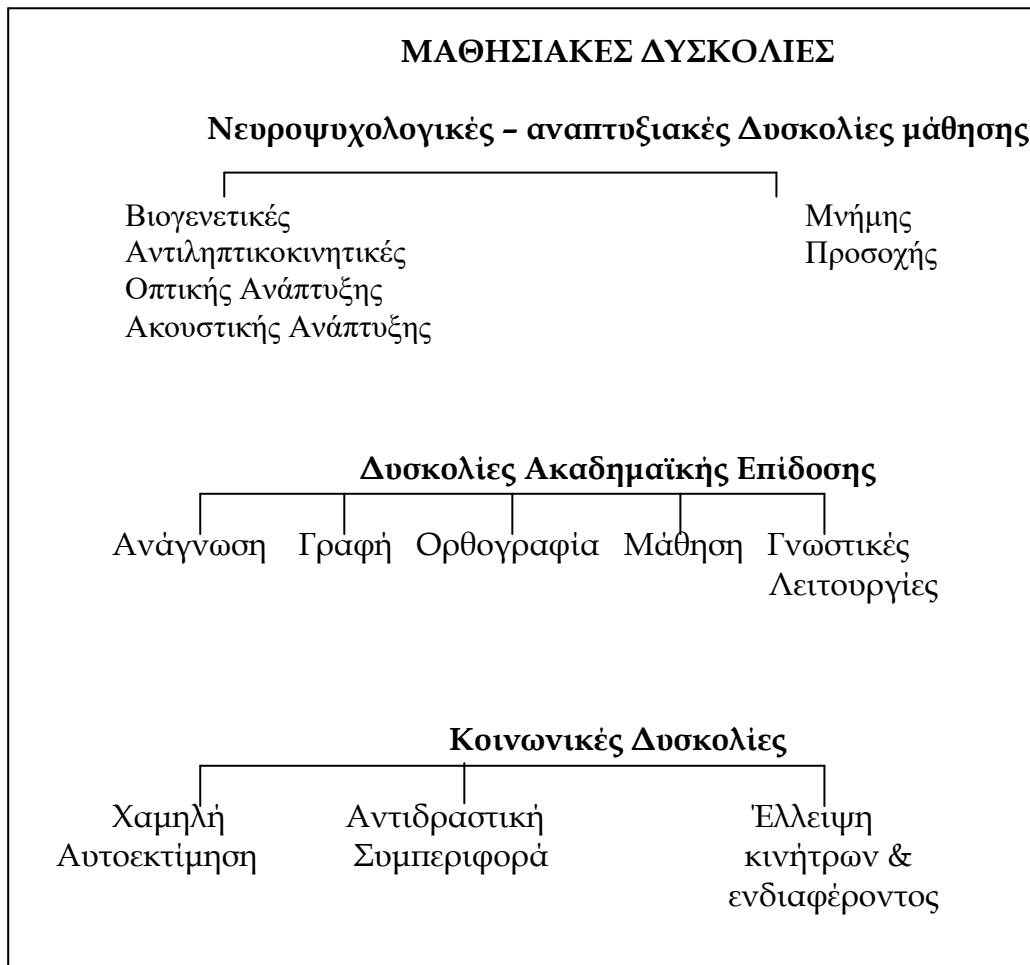 ΜΑΘΗΣΙΑΚΕΣ ΔΥΣΚΟΛΙΕΣ
Νευροψυχολογικές – αναπτυξιακές Δυσκολίες μάθησης
Βιογενετικές Μνήμης
Αντιληπτικοκινητικές Προσοχής
Οπτικής Ανάπτυξης
Ακουστικής Ανάπτυξης
Δυσκολίες Ακαδημαϊκής Επίδοσης
Ανάγνωση Γραφή Ορθογραφία Μάθηση Γνωστικές
Λειτουργίες
Κοινωνικές Δυσκολίες
Χαμηλή Αντιδραστική Έλλειψη
Αυτοεκτίμηση Συμπεριφορά κινήτρων &
ενδιαφέροντος